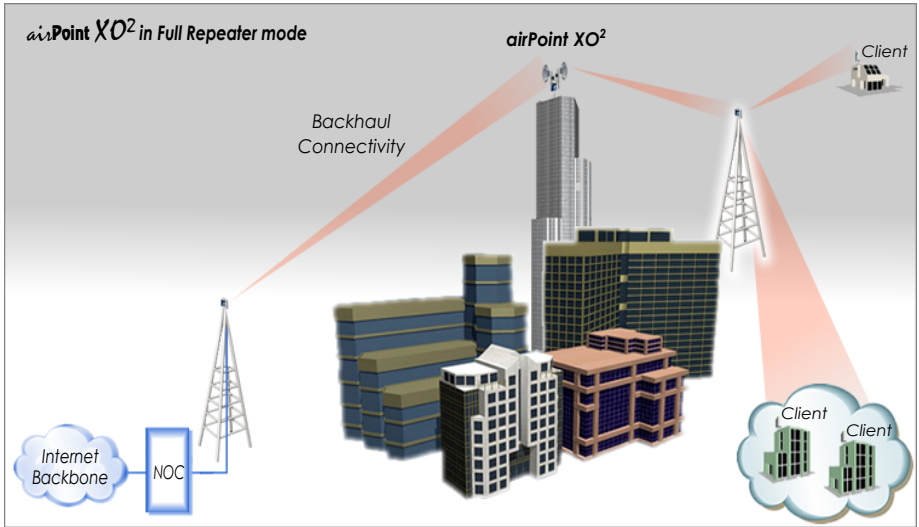 airPoint XO² in Full Repeater mode
airPoint XO²
Client
Backhaul
Connectivity
Client
Client
Internet
Backbone
NOC